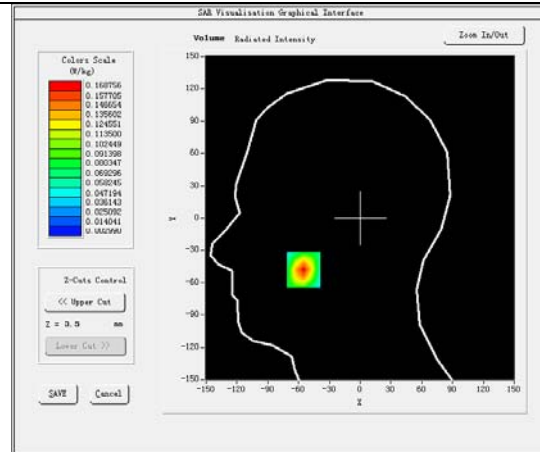 SAR Visualisation Graphical Interface
Volume Radiated Intensity
Zoom In/Out
Colors Scale
(W/kg)
0.168756
0.157705
0.146654
0.135602
0.124551
0.113500
0.102449
0.091398
0.080347
0.069296
0.058245
0.047194
0.036143
0.025092
0.014041
0.002990
Z-Cuts Control
<< Upper Cut
Z = 3.5 mm
Lower Cut >>
SAVE Cancel
150
120
90
60
30
0
-30
-60
-90
-120
-150
Y
-150 -120 -90 -60 -30 0 30 60 90 120 150
X